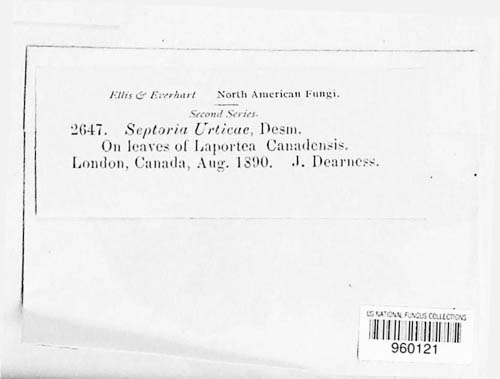 Ellis & Everhart North American Fungi.
Second Series.
2647. Septoria Urticae, Desm.
On leaves of Laportea Canadensis.
London, Canada, Aug. 1890. J. Dearness.
US NATIONAL FUNGUS COLLECTIONS
960121